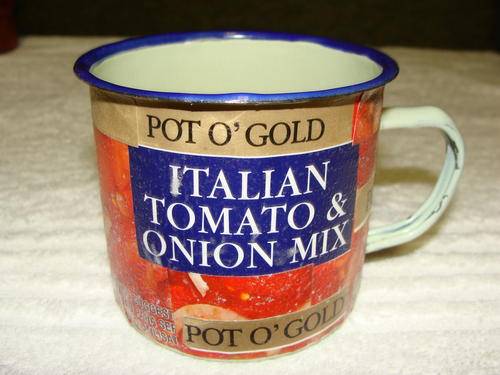 POT O' GOLD
ITALIAN
TOMATO &
ONION MIX
POT O' GOLD